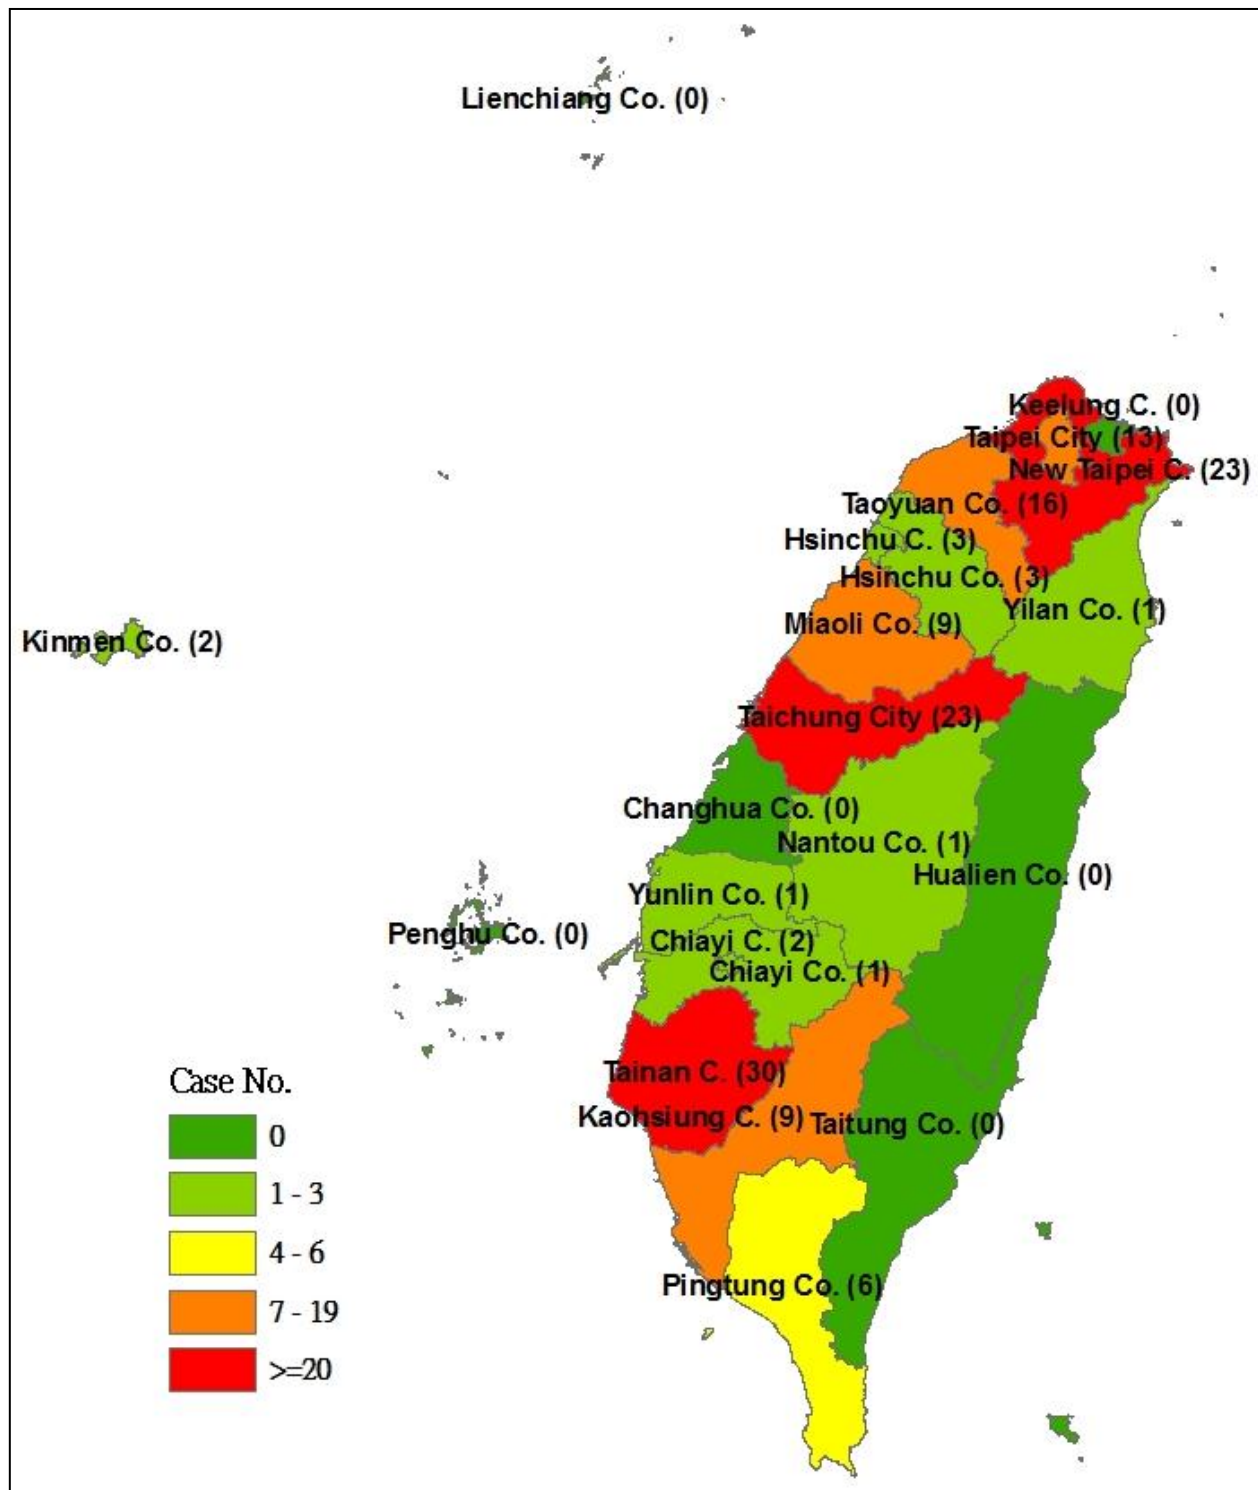 Lienchiang Co. (0)
Keelung C. (0)
Taipei City (13)
New Taipei C. (23)
Taoyuan Co. (16)
Hsinchu C. (3)
Hsinchu Co. (3)
Yilan Co. (1)
Miaoli Co. (9)
Kinmen Co. (2)
Taichung City (23)
Changhua Co. (0)
Nantou Co. (1)
Hualien Co. (0)
Yunlin Co. (1)
Penghu Co. (0)
Chiayi C. (2)
Chiayi Co. (1)
Tainan C. (30)
Kaohsiung C. (9)
Taitung Co. (0)
Pingtung Co. (6)
Case No.
0
1 - 3
4 - 6
7 - 19
>=20